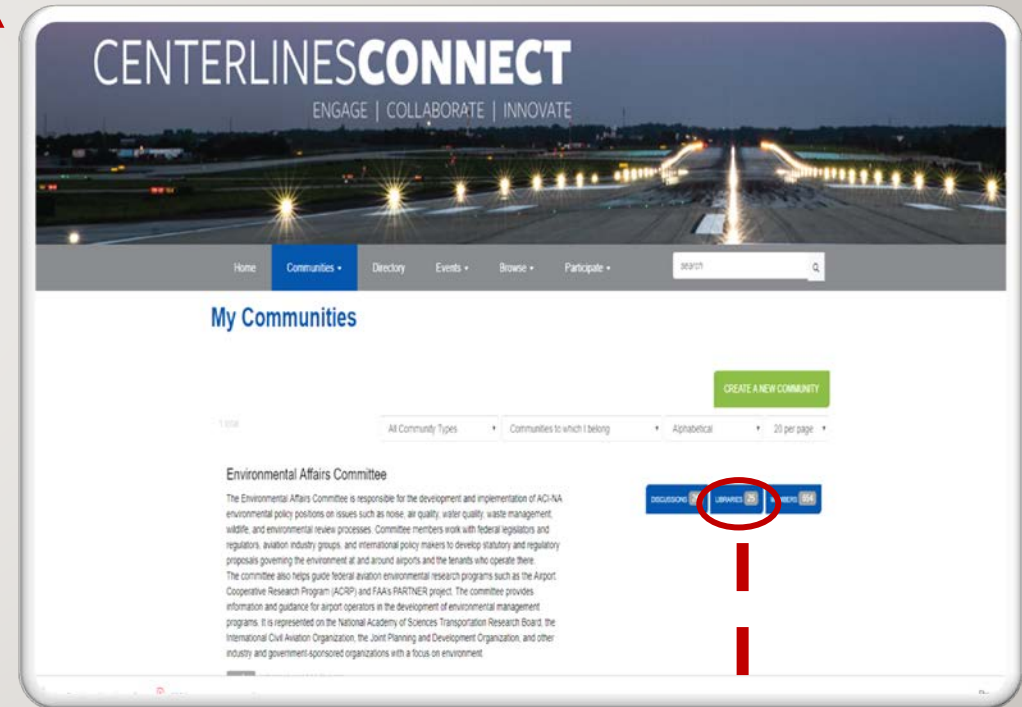 CENTERLINESCONNECT
ENGAGE | COLLABORATE | INNOVATE
Home Communities Directory Events Browse Participate search
My Communities
CREATE A NEW COMMUNITY
1 total All Community Types Communities to which I belong Alphabetical 20 per page
Environmental Affairs Committee
DISCUSSIONS LIBRARIES 25 MEMBERS 554
The Environmental Affairs Committee is responsible for the development and implementation of ACI-NA
environmental policy positions on issues such as noise, air quality, water quality, waste management,
wildlife, and environmental review processes. Committee members work with federal legislators and
regulators, aviation industry groups, and international policy makers to develop statutory and regulatory
proposals governing the environment at and around airports and the tenants who operate there.
The committee also helps guide federal aviation environmental research programs such as the Airport
Cooperative Research Program (ACRP) and FAA's PARTNER project. The committee provides
information and guidance for airport operators in the development of environmental management
programs. It is represented on the National Academy of Sciences Transportation Research Board, the
International Civil Aviation Organization, the Joint Planning and Development Organization, and other
industry and government-sponsored organizations with a focus on environment.